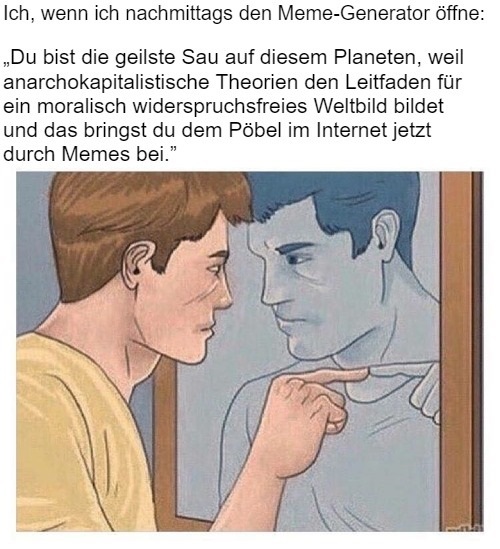 Ich, wenn ich nachmittags den Meme-Generator öffne:
„Du bist die geilste Sau auf diesem Planeten, weil
anarchokapitalistische Theorien den Leitfaden für
ein moralisch widerspruchsfreies Weltbild bildet
und das bringst du dem Pöbel im Internet jetzt
durch Memes bei.”